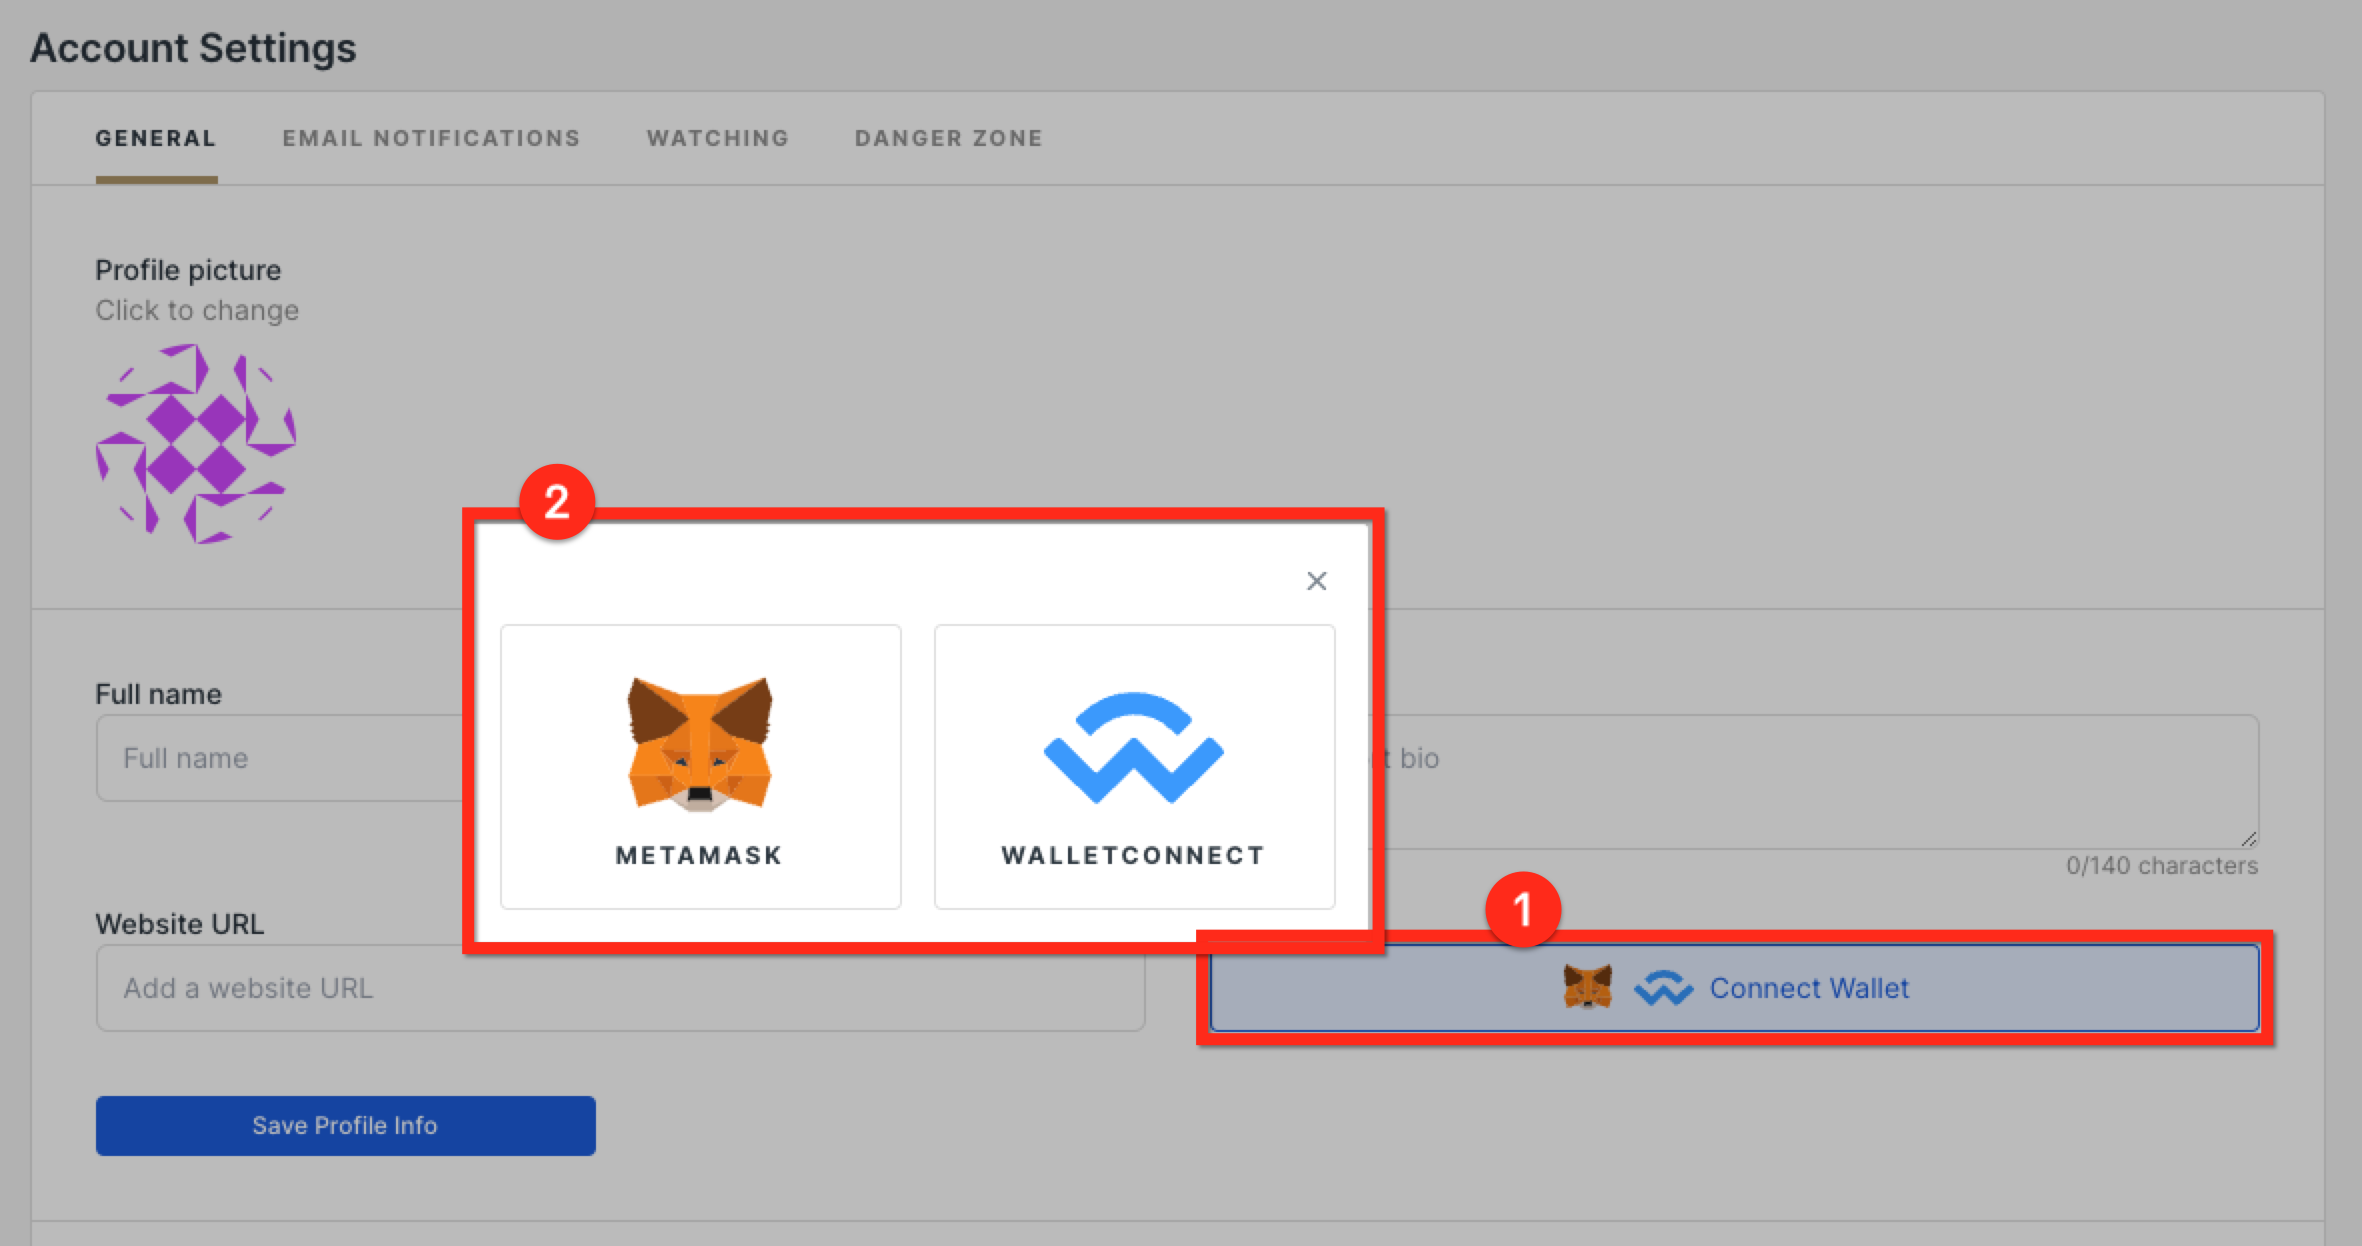 Account Settings
GENERAL EMAIL NOTIFICATIONS WATCHING DANGER ZONE
Profile picture
Click to change
2
METAMASK WALLETCONNECT
Full name
Full name
bio
0/140 characters
1
Website URL
Add a website URL
Connect Wallet
Save Profile Info